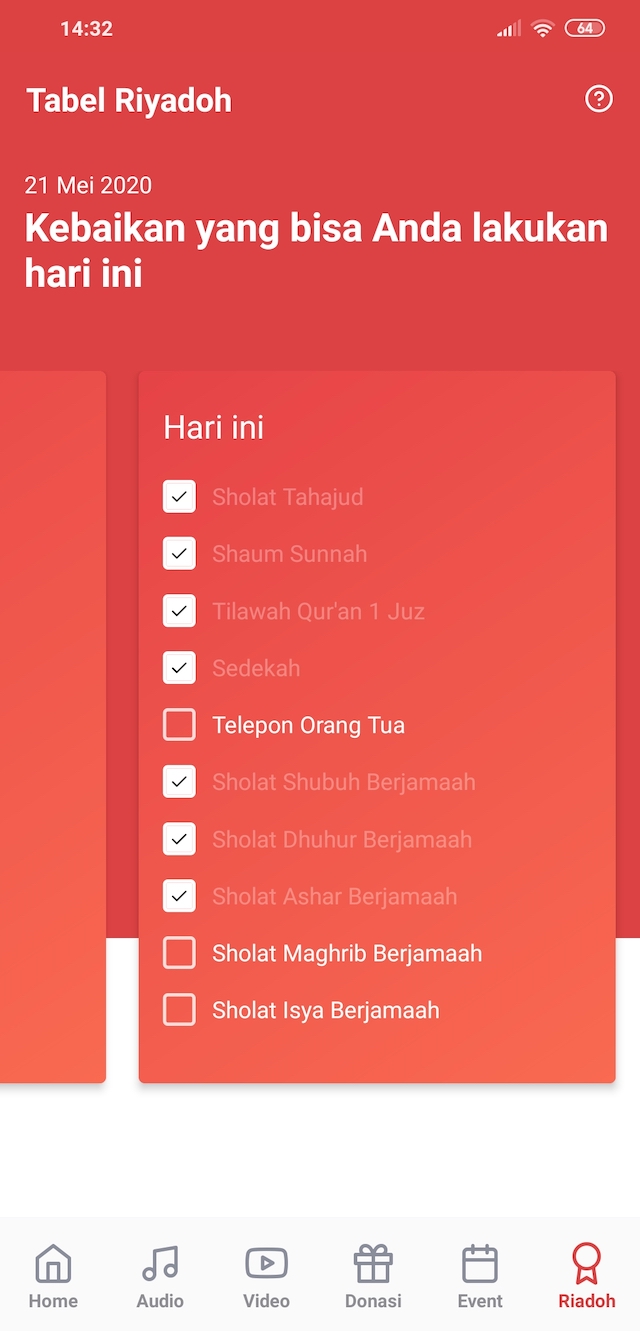 14:32
64
Tabel Riyadoh
21 Mei 2020
Kebaikan yang bisa Anda lakukan
hari ini
Hari ini
Sholat Tahajud
Shaum Sunnah
Tilawah Qur'an 1 Juz
Sedekah
Telepon Orang Tua
Sholat Shubuh Berjamaah
Sholat Dhuhur Berjamaah
Sholat Ashar Berjamaah
Sholat Maghrib Berjamaah
Sholat Isya Berjamaah
Home Audio Video Donasi Event Riadoh